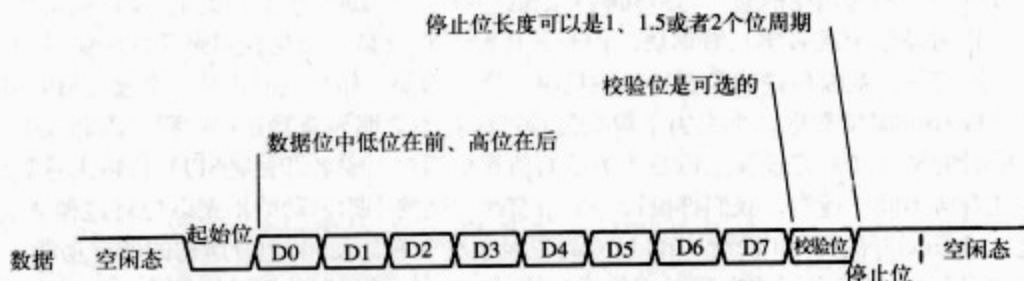 停止位长度可以是1、1.5或者2个位周期
校验位是可选的
数据位中低位在前、高位在后
数据 空闲态 起始位 D0 D1 D2 D3 D4 D5 D6 D7 校验位 停止位 空闲态